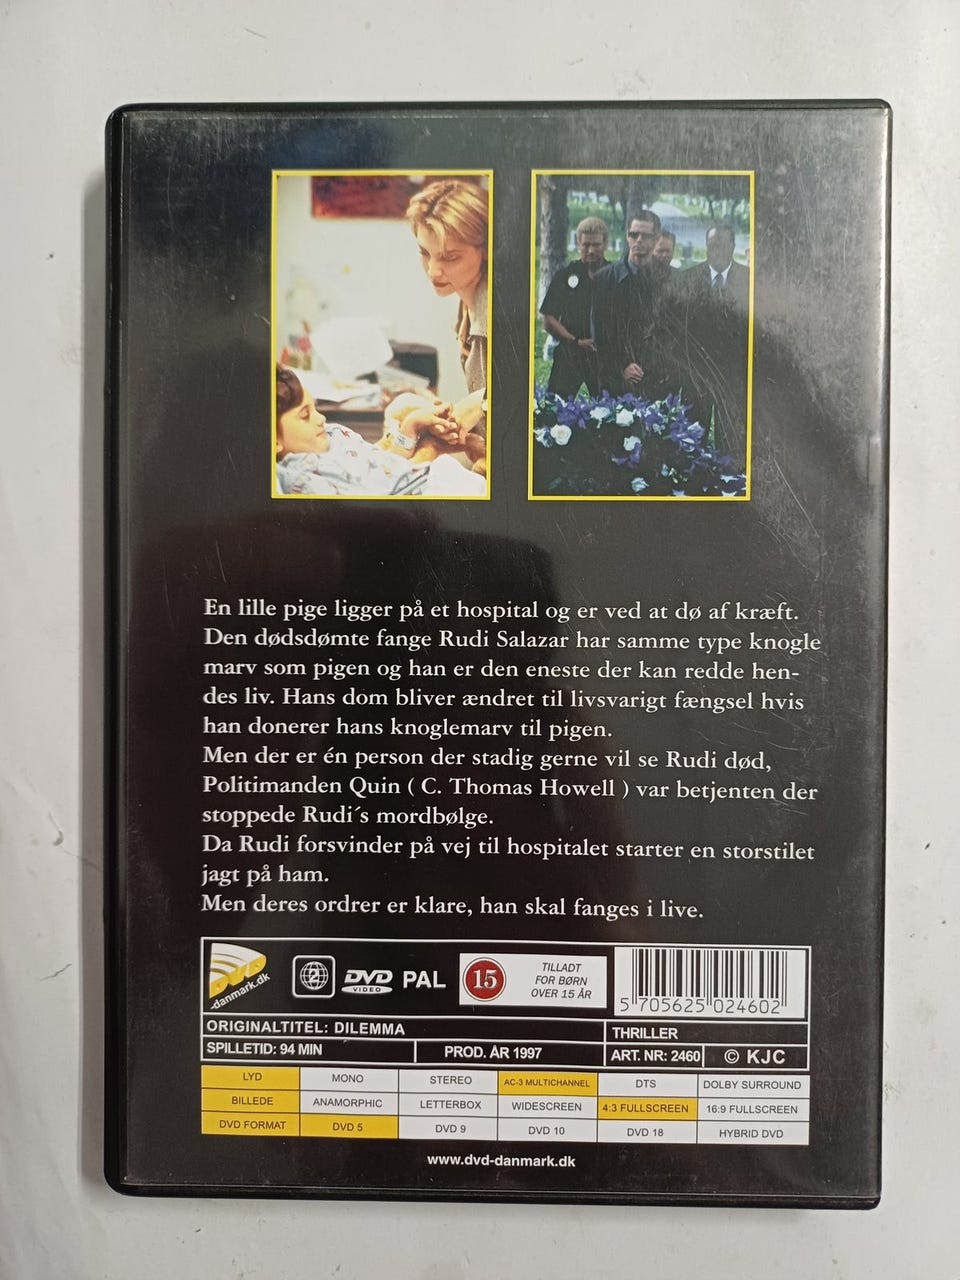 En lille pige ligger på et hospital og er ved at dø af kræft.
Den dødsdømte fange Rudi Salazar har samme type knogle
marv som pigen og han er den eneste der kan redde hen-
des liv. Hans dom bliver ændret til livsvarigt fængsel hvis
han donerer hans knoglemarv til pigen.
Men der er én person der stadig gerne vil se Rudi død,
Politimanden Quin ( C. Thomas Howell ) var betjenten der
stoppede Rudi´s mordbølge.
Da Rudi forsvinder på vej til hospitalet starter en storstilet
jagt på ham.
Men deres ordrer er klare, han skal fanges i live.
DVD
-danmark.dk
2
DVD
VIDEO
PAL
15
TILLADT
FOR BØRN
OVER 15 ÅR
5 705625 024602
ORIGINALTITEL: DILEMMA
THRILLER
SPILLETID: 94 MIN
PROD. ÅR 1997
ART. NR: 2460
© KJC
LYD MONO STEREO AC-3 MULTICHANNEL DTS DOLBY SURROUND
BILLEDE ANAMORPHIC LETTERBOX WIDESCREEN 4:3 FULLSCREEN 16:9 FULLSCREEN
DVD FORMAT DVD 5 DVD 9 DVD 10 DVD 18 HYBRID DVD
www.dvd-danmark.dk